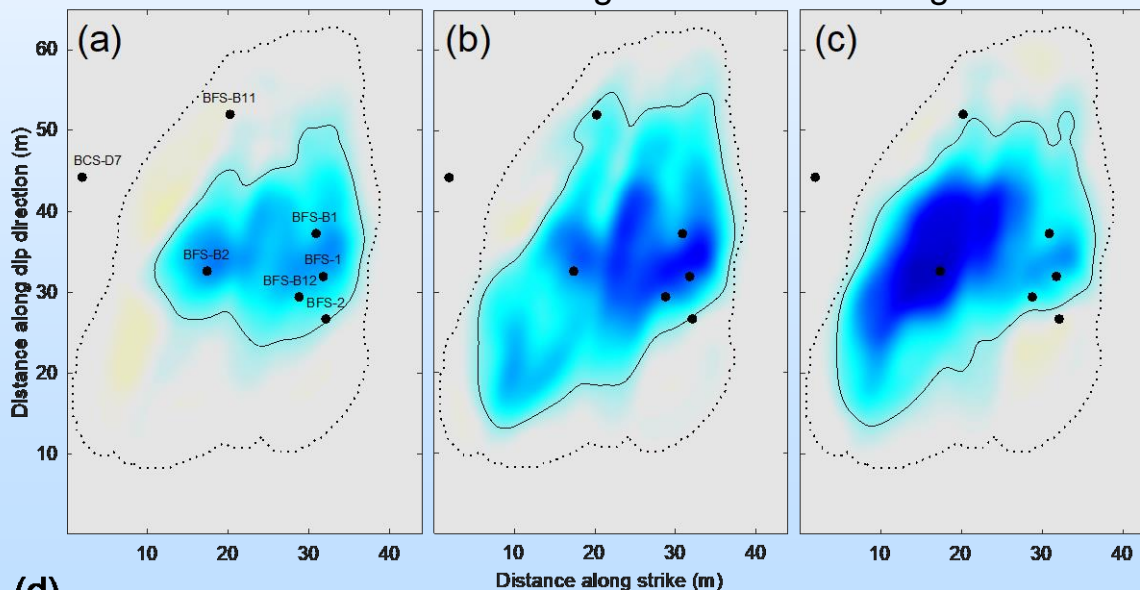 (a)
(b)
(c)
BFS-B11
BCS-D7
BFS-B1
BFS-B2
BFS-1
BFS-B12
BFS-2
Distance along dip direction (m)
60
50
40
30
20
10
10 20 30 40
10 20 30 40
10 20 30 40
Distance along strike (m)
(d)